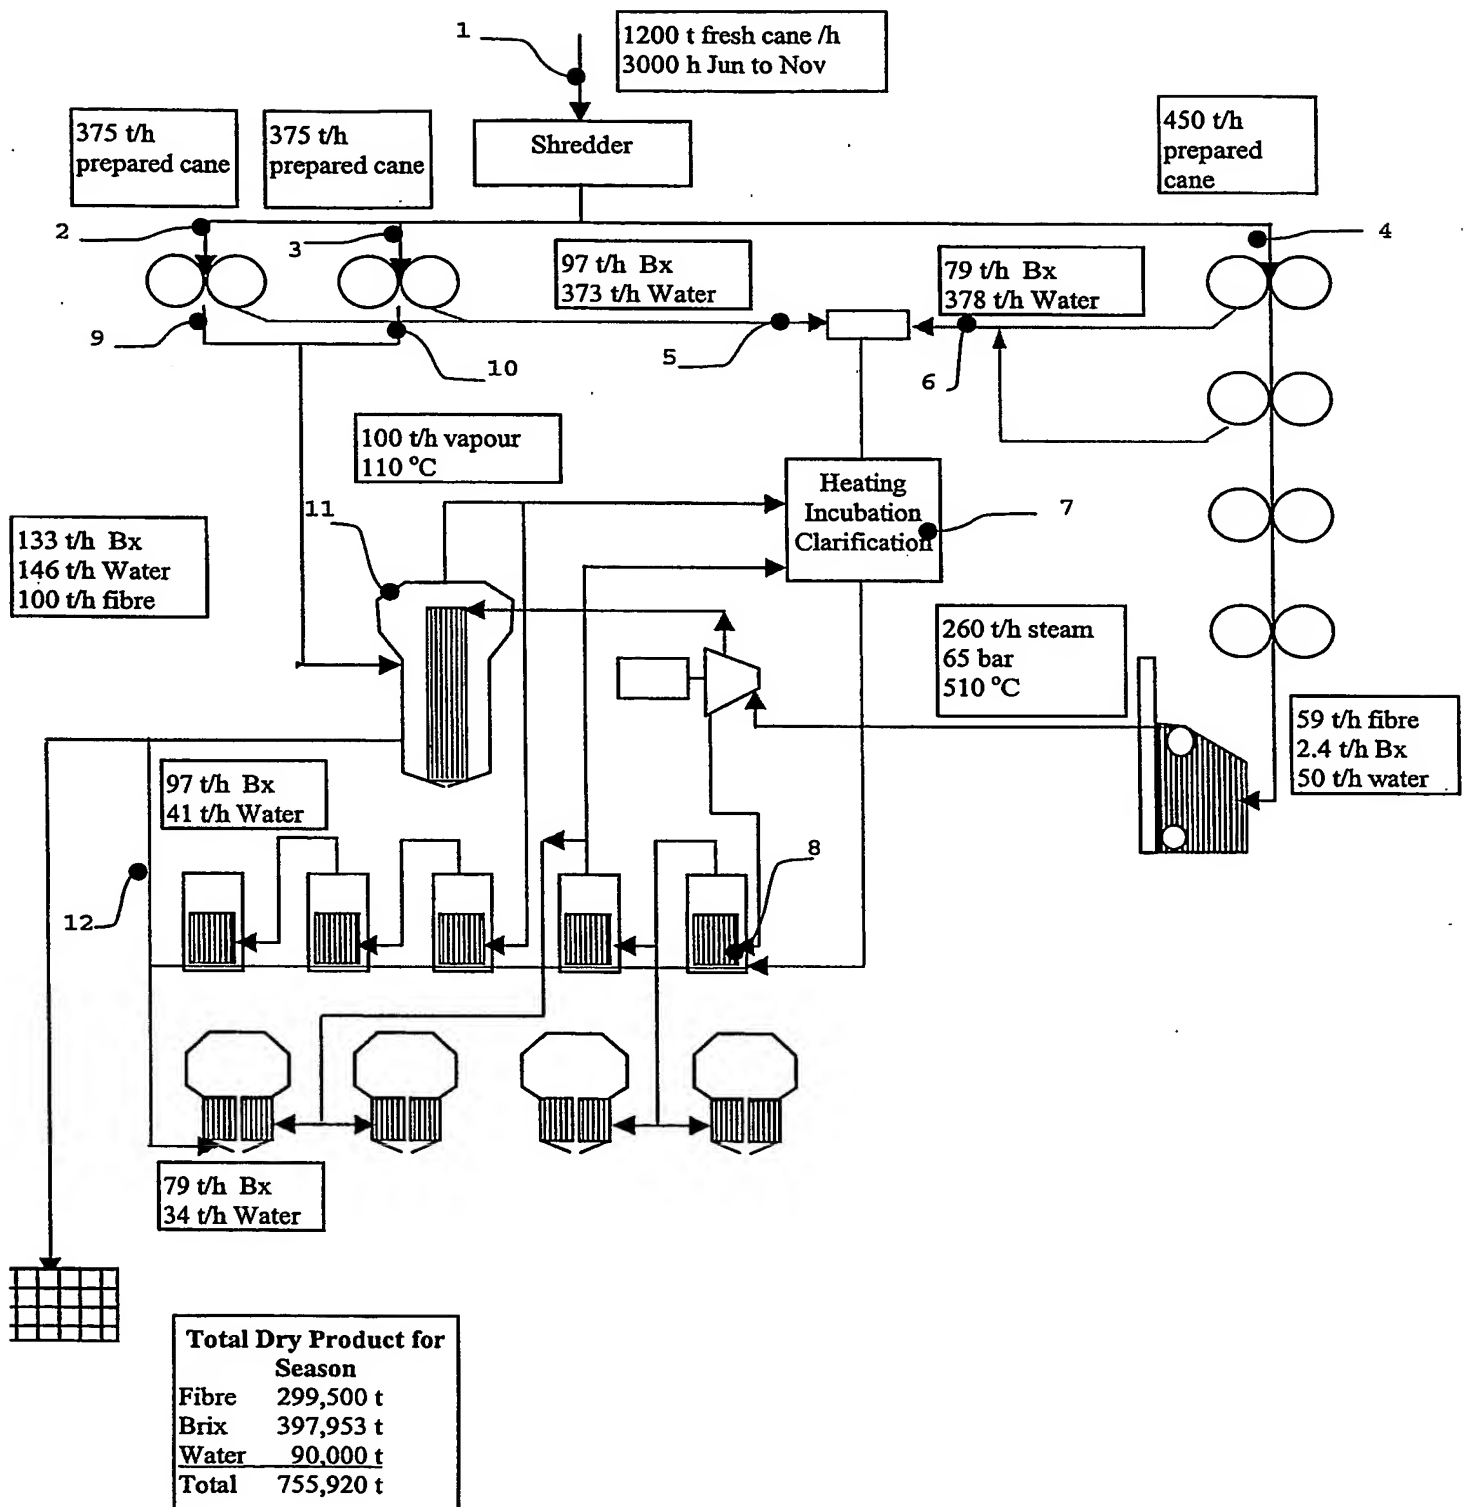 1
1200 t fresh cane /h
3000 h Jun to Nov
375 t/h
prepared cane
375 t/h
prepared cane
Shredder
450 t/h
prepared
cane
2
3
4
97 t/h Bx
373 t/h Water
79 t/h Bx
378 t/h Water
9
10
5
6
100 t/h vapour
110 °C
11
Heating
Incubation
Clarification
7
133 t/h Bx
146 t/h Water
100 t/h fibre
260 t/h steam
65 bar
510 °C
59 t/h fibre
2.4 t/h Bx
50 t/h water
97 t/h Bx
41 t/h Water
8
12
79 t/h Bx
34 t/h Water
Total Dry Product for
Season
Fibre 299,500 t
Brix 397,953 t
Water 90,000 t
Total 755,920 t